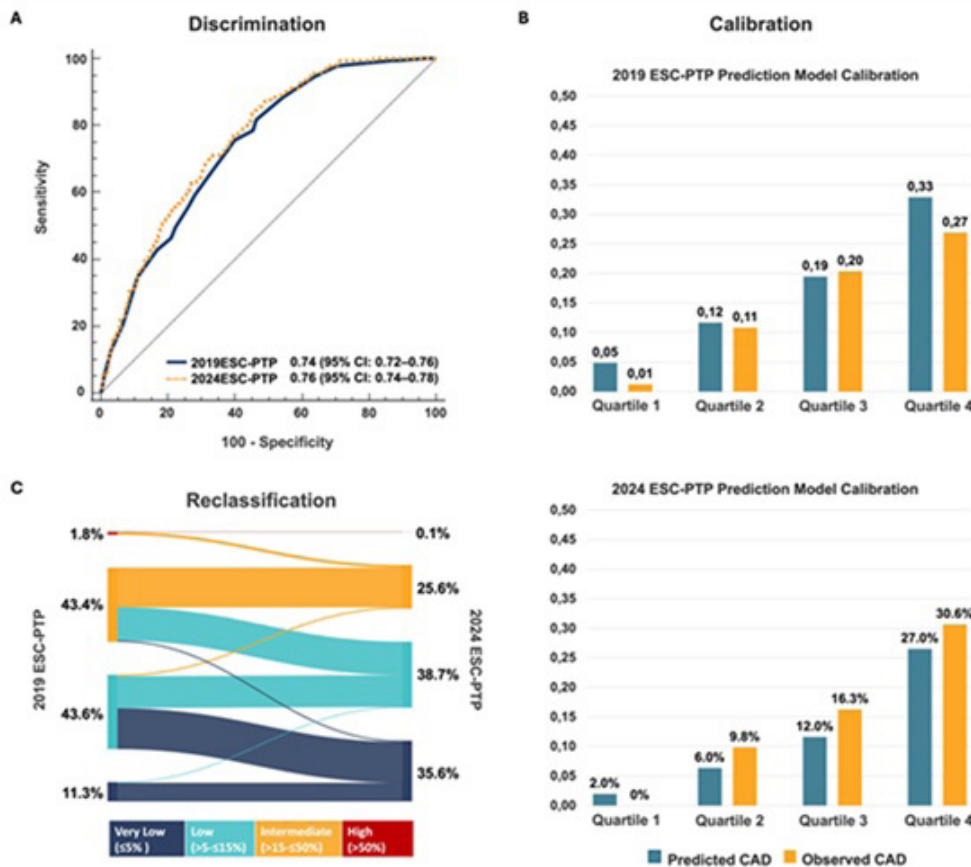 A
Discrimination
100
80
60
40
20
0
Sensitivity
2019ESC-PTP 0.74 (95% CI: 0.72–0.76)
2024ESC-PTP 0.76 (95% CI: 0.74–0.78)
0 20 40 60 80 100
100 - Specificity
B
Calibration
2019 ESC-PTP Prediction Model Calibration
0,50
0,45
0,40
0,35
0,30
0,25
0,20
0,15
0,10
0,05
0,00
0,05 0,01 0,12 0,11 0,19 0,20 0,33 0,27
Quartile 1 Quartile 2 Quartile 3 Quartile 4
C
Reclassification
1.8%
43.4%
43.6%
11.3%
2019 ESC-PTP
0.1%
25.6%
38.7%
35.6%
2024 ESC-PTP
Very Low Low Intermediate High
(≤5% ) (>5-≤15%) (>15-≤50%) (>50%)
2024 ESC-PTP Prediction Model Calibration
0,50
0,45
0,40
0,35
0,30
0,25
0,20
0,15
0,10
0,05
0,00
2.0% 0% 6.0% 9.8% 12.0% 16.3% 27.0% 30.6%
Quartile 1 Quartile 2 Quartile 3 Quartile 4
Predicted CAD Observed CAD